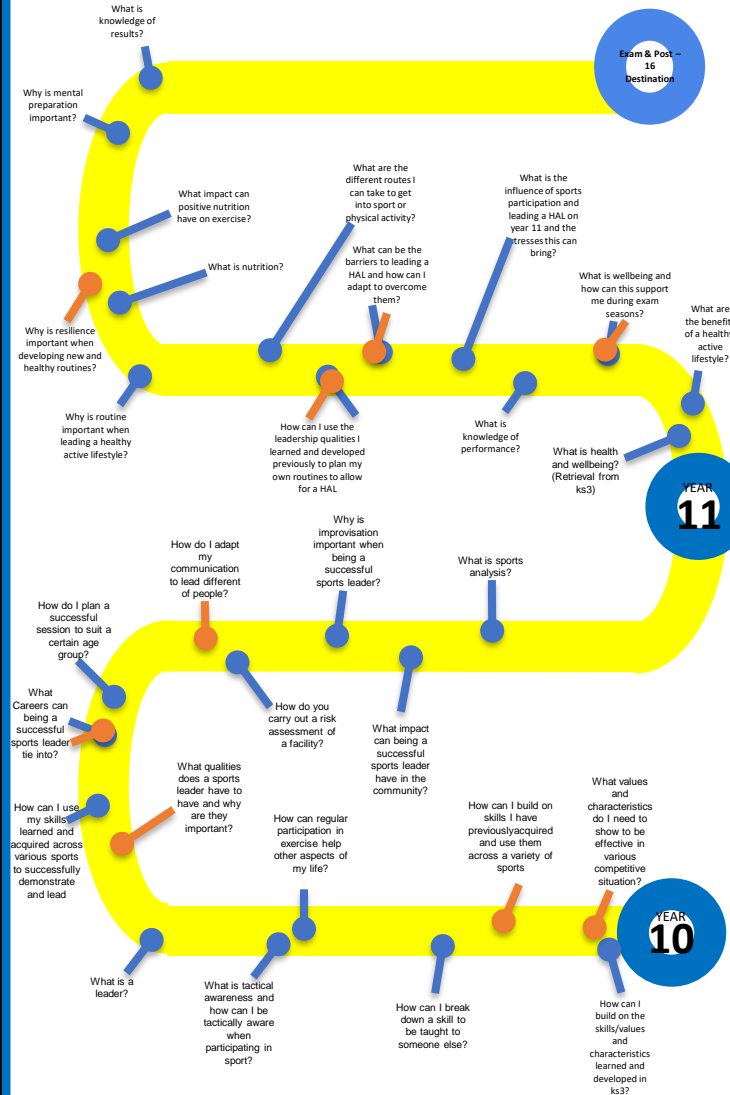 What is
knowledge of
results?
Exam & Post –
16
Destination
Why is mental
preparation
important?
What are the
different routes I
can take to get
into sport or
physical activity?
What is the
influence of sports
participation and
leading a HAL on
year 11 and the
stresses this can
bring?
What impact can
positive nutrition
have on exercise?
What can be the
barriers to leading a
HAL and how can I
adapt to overcome
them?
What is nutrition?
What is wellbeing and
how can this support
me during exam
seasons?
What are
the benefit
of a healthy
active
lifestyle?
Why is resilience
important when
developing new and
healthy routines?
Why is routine
important when
leading a healthy
active lifestyle?
How can I use the
leadership qualities I
learned and developed
previously to plan my
own routines to allow
for a HAL
What is
knowledge of
performance?
What is health
and wellbeing?
(Retrieval from
ks3)
YEAR
11
Why is
improvisation
important when
being a
successful
sports leader?
How do I adapt
my
communication
to lead different
of people?
What is sports
analysis?
How do I plan a
successful
session to suit a
certain age
group?
What
Careers can
being a
successful
sports leader
tie into?
How do you
carry out a risk
assessment of
a facility?
What impact
can being a
successful
sports leader
have in the
community?
What qualities
does a sports
leader have to
have and why
are they
important?
How can I use
my skills
learned and
acquired across
various sports
to successfully
demonstrate
and lead
How can regular
participation in
exercise help
other aspects of
my life?
How can I build on
skills I have
previouslyacquired
and use them
across a variety of
sports
What values
and
characteristics
do I need to
show to be
effective in
various
competitive
situation?
YEAR
10
What is a
leader?
What is tactical
awareness and
how can I be
tactically aware
when
participating in
sport?
How can I break
down a skill to
be taught to
someone else?
How can I
build on the
skills/values
and
characteristics
learned and
developed in
ks3?